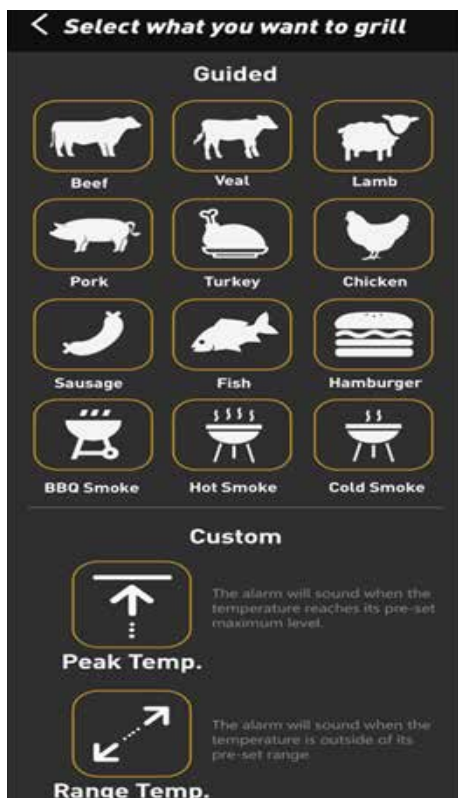 Select what you want to grill
Guided
Beef
Veal
Lamb
Pork
Turkey
Chicken
Sausage
Fish
Hamburger
BBQ Smoke
Hot Smoke
Cold Smoke
Custom
The alarm will sound when the
temperature reaches its pre-set
maximum level.
Peak Temp.
The alarm will sound when the
temperature is outside of its
pre-set range
Range Temp.